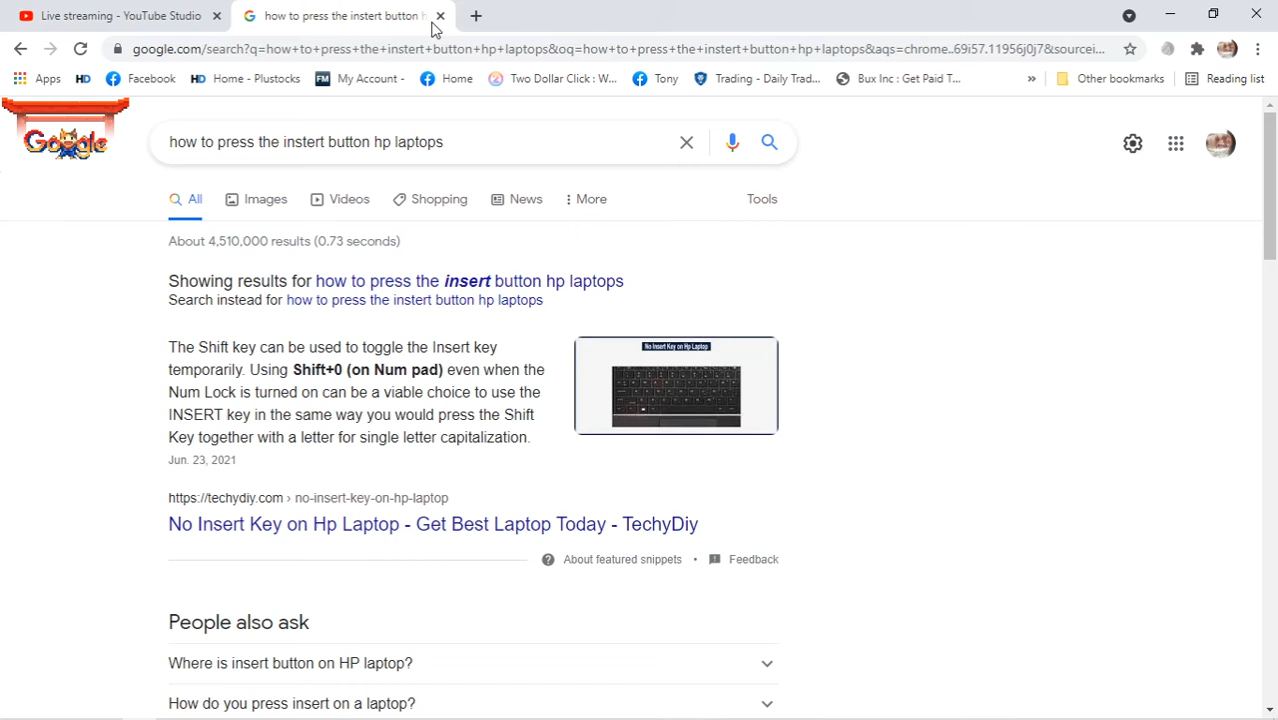 Live streaming - YouTube Studio
how to press the instert button h
google.com/search?q=how+to+press+the+instert+button+hp+laptops&oq=how+to+press+the+instert+button+hp+laptops&aqs=chrome..69i57.11956j0j7&sourcei...
Apps HD Facebook HD Home - Plustocks FM My Account - Home Two Dollar Click : W... Tony Trading - Daily Trad... Bux Inc : Get Paid T... » Other bookmarks Reading list
Google how to press the instert button hp laptops
All Images Videos Shopping News More Tools
About 4,510,000 results (0.73 seconds)
Showing results for how to press the insert button hp laptops
Search instead for how to press the instert button hp laptops
The Shift key can be used to toggle the Insert key
temporarily. Using Shift+0 (on Num pad) even when the
Num Lock is turned on can be a viable choice to use the
INSERT key in the same way you would press the Shift
Key together with a letter for single letter capitalization.
Jun. 23, 2021
No Insert Key on Hp Laptop
https://techydiy.com › no-insert-key-on-hp-laptop
No Insert Key on Hp Laptop - Get Best Laptop Today - TechyDiy
About featured snippets • Feedback
People also ask
Where is insert button on HP laptop?
How do you press insert on a laptop?